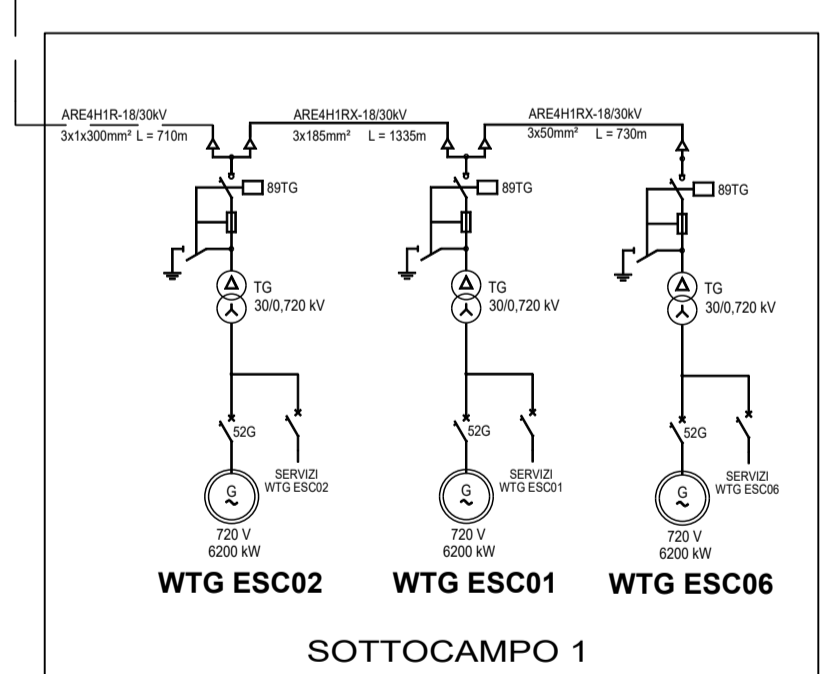 ARE4H1R-18/30kV ARE4H1RX-18/30kV ARE4H1RX-18/30kV
3x1x300mm² L = 710m 3x185mm² L = 1335m 3x50mm² L = 730m
89TG 89TG 89TG
TG TG TG
30/0,720 kV 30/0,720 kV 30/0,720 kV
52G 52G 52G
SERVIZI SERVIZI SERVIZI
WTG ESC02 WTG ESC01 WTG ESC06
G G G
720 V 720 V 720 V
6200 kW 6200 kW 6200 kW
WTG ESC02 WTG ESC01 WTG ESC06
SOTTOCAMPO 1